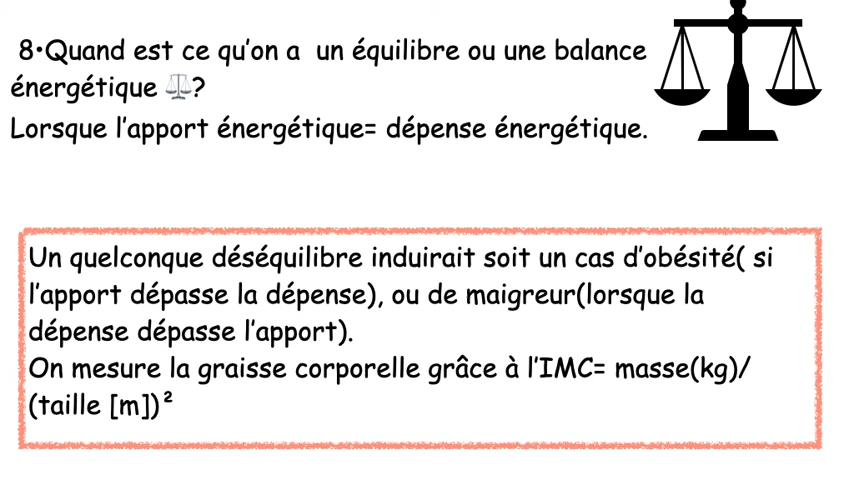 8•Quand est ce qu'on a un équilibre ou une balance
énergétique ⚖️?
Lorsque l'apport énergétique= dépense énergétique.
Un quelconque déséquilibre induirait soit un cas d'obésité( si
l'apport dépasse la dépense), ou de maigreur(lorsque la
dépense dépasse l'apport).
On mesure la graisse corporelle grâce à l'IMC= masse(kg)/
(taille [m])²